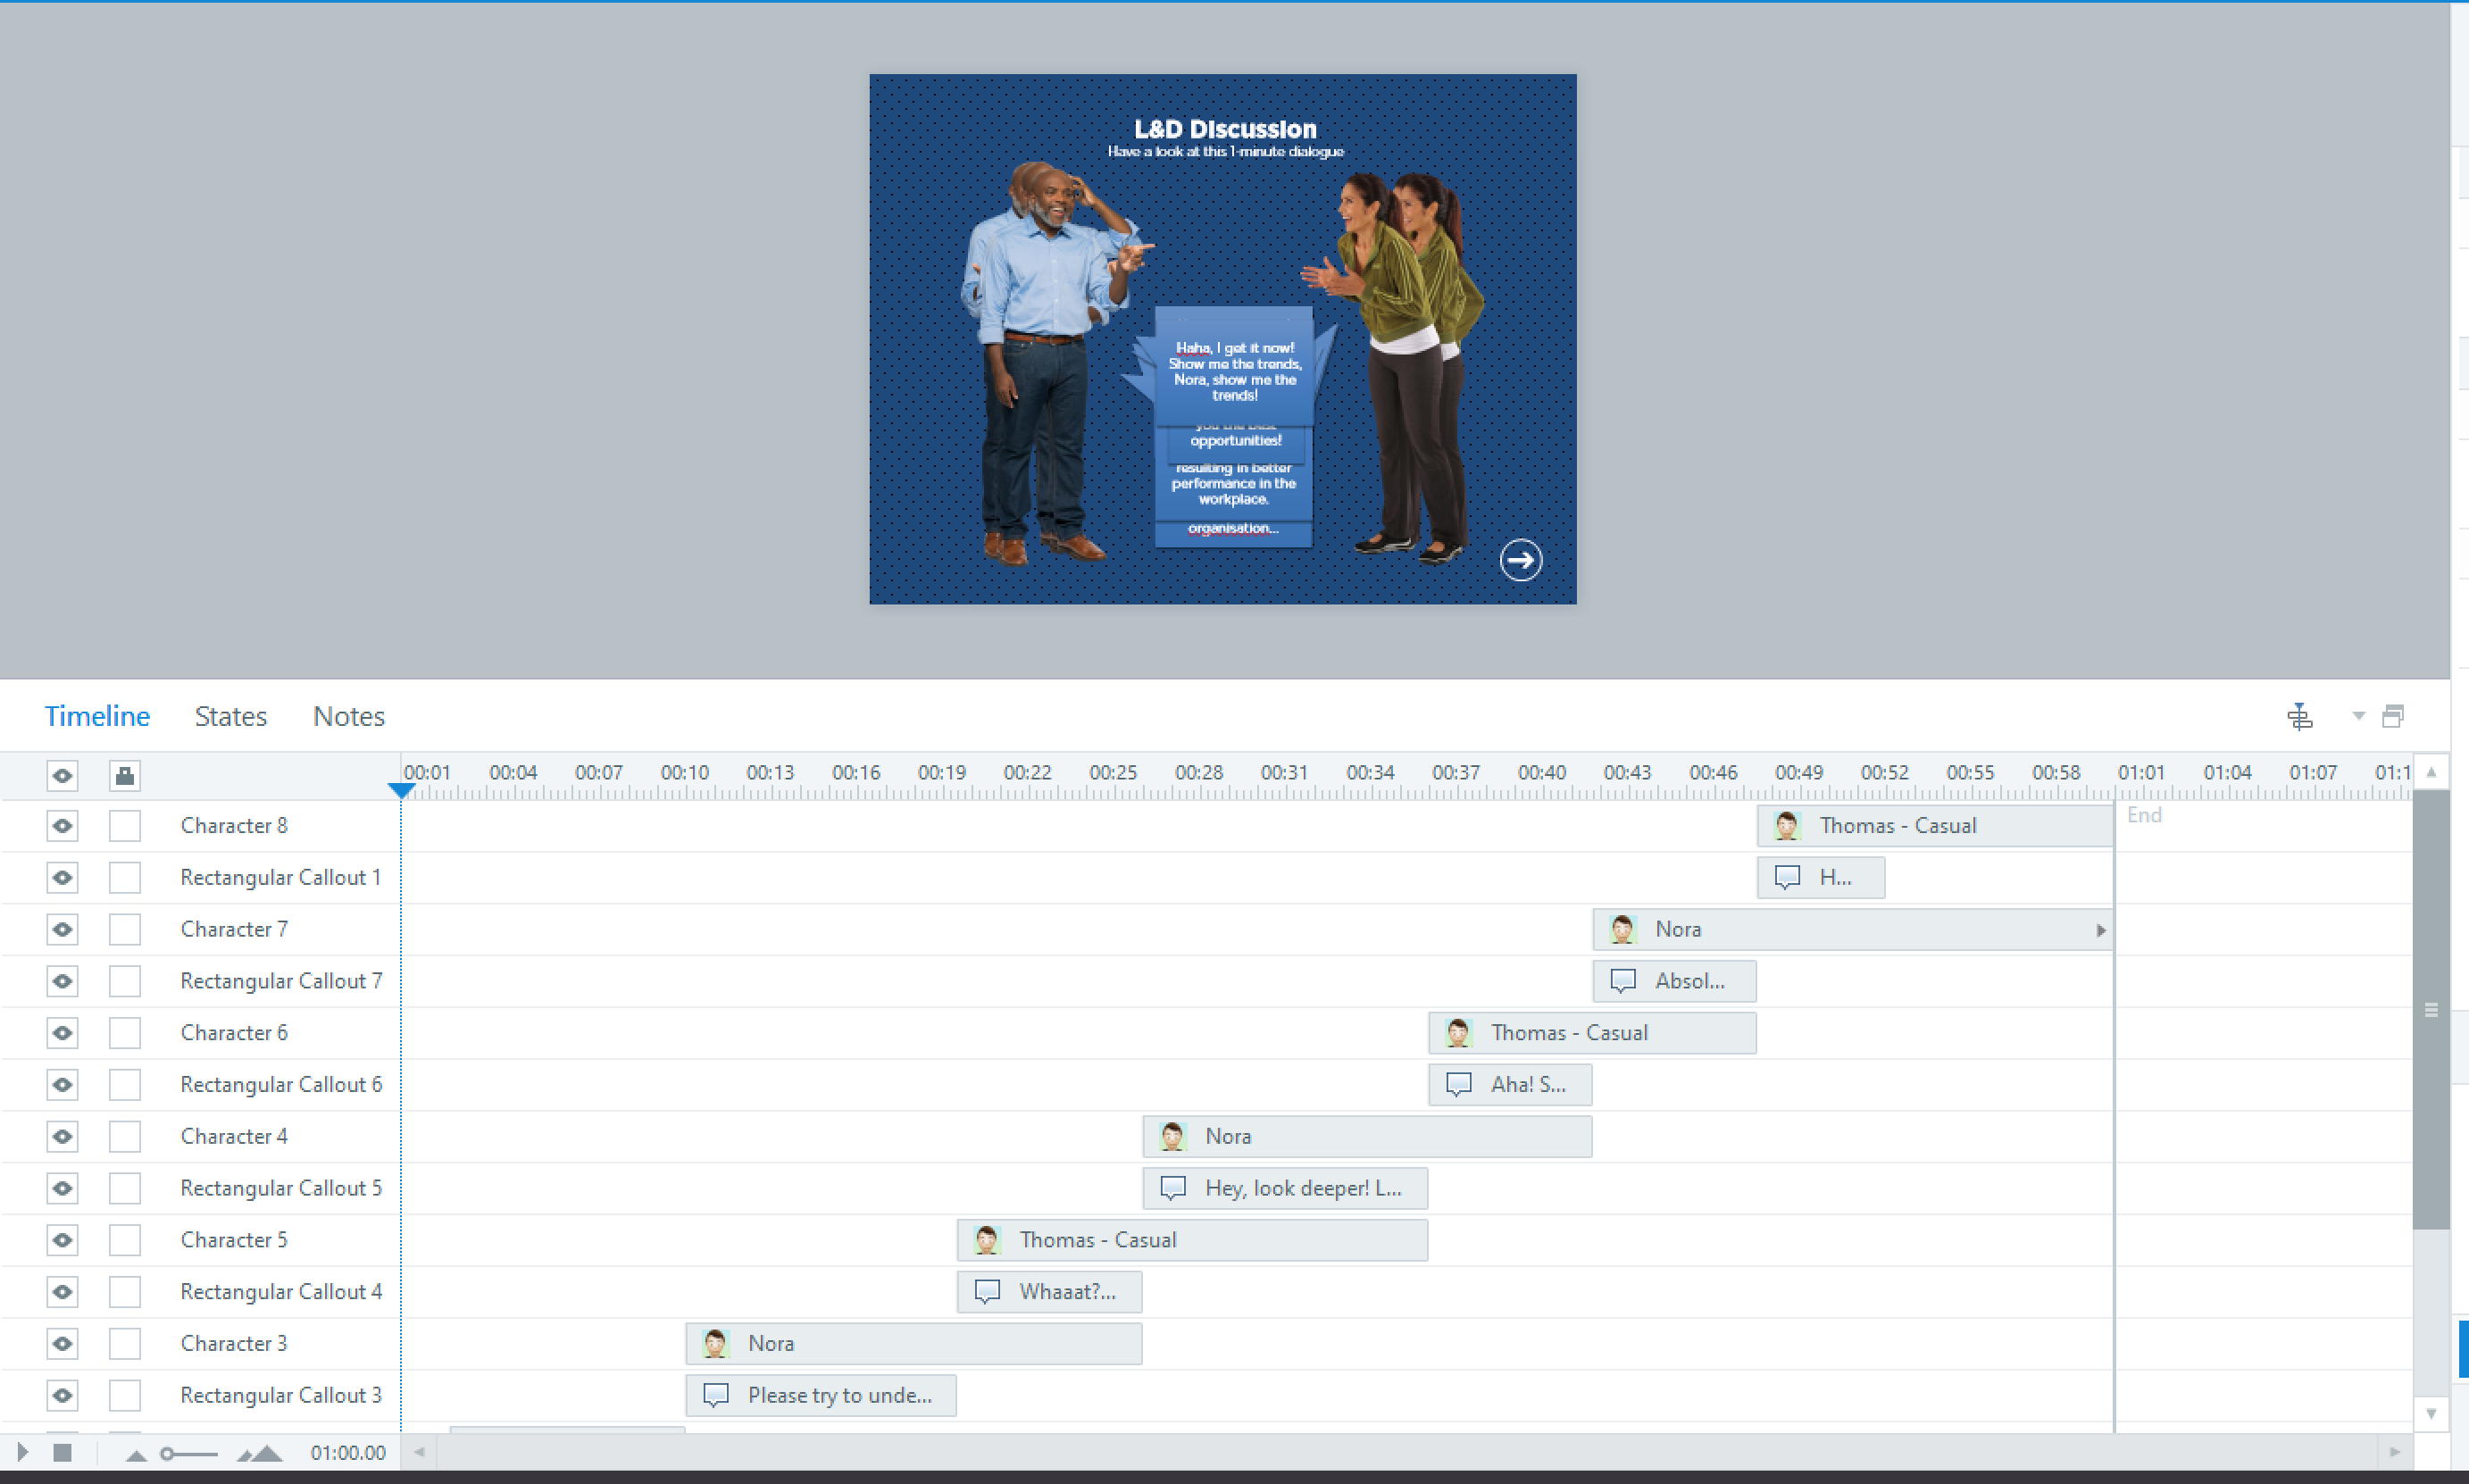 L&D Discussion
Have a look at this 1-minute dialogue
Haha, I get it now!
Show me the trends,
Nora, show me the
trends!
you the best
opportunities!
resulting in better
performance in the
workplace.
organisation...
Timeline States Notes
00:01 00:04 00:07 00:10 00:13 00:16 00:19 00:22 00:25 00:28 00:31 00:34 00:37 00:40 00:43 00:46 00:49 00:52 00:55 00:58 01:01 01:04 01:07 01:1
End
Character 8 Thomas - Casual
Rectangular Callout 1 H...
Character 7 Nora
Rectangular Callout 7 Absol...
Character 6 Thomas - Casual
Rectangular Callout 6 Aha! S...
Character 4 Nora
Rectangular Callout 5 Hey, look deeper! L...
Character 5 Thomas - Casual
Rectangular Callout 4 Whaaat?...
Character 3 Nora
Rectangular Callout 3 Please try to unde...
01:00.00